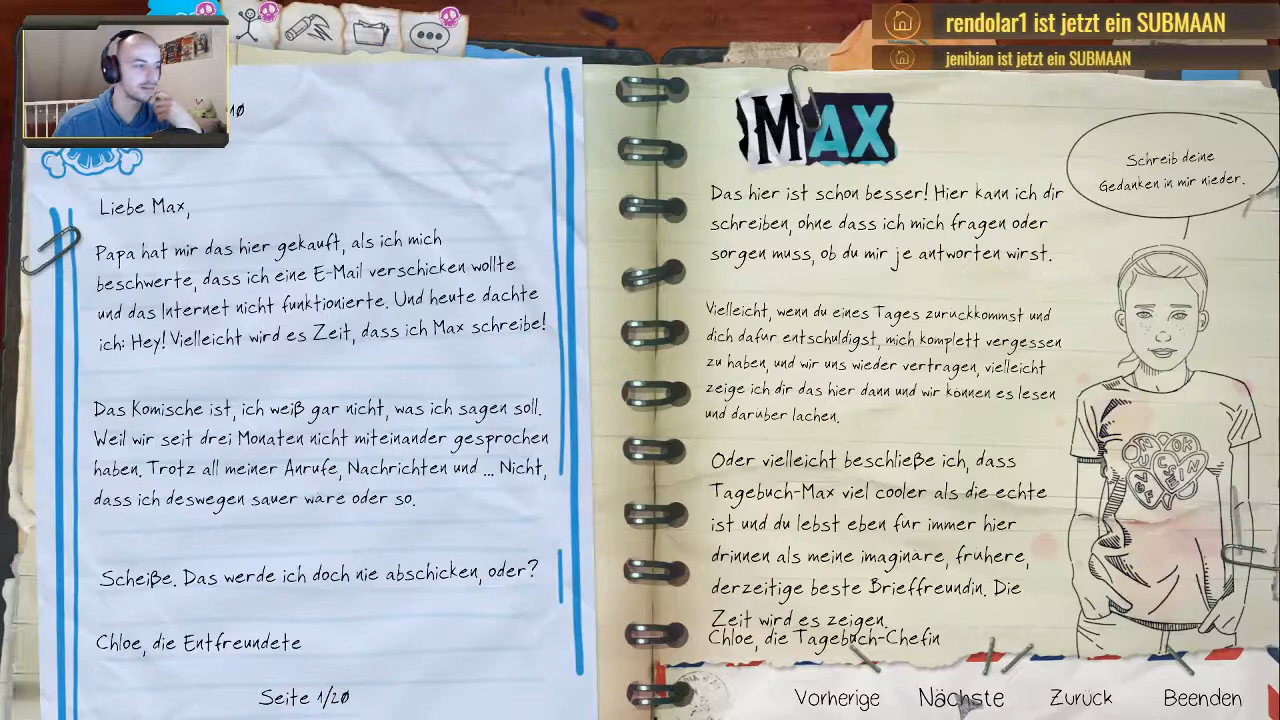 rendolar1 ist jetzt ein SUBMAAN
jenibian ist jetzt ein SUBMAAN
Liebe Max,
Papa hat mir das hier gekauft, als ich mich
beschwerte, dass ich eine E-Mail verschicken wollte
und das Internet nicht funktionierte. Und heute dachte
ich: Hey! Vielleicht wird es Zeit, dass ich Max schreibe!
Das Komische ist, ich weiß gar nicht, was ich sagen soll.
Weil wir seit drei Monaten nicht miteinander gesprochen
haben. Trotz all meiner Anrufe, Nachrichten und ... Nicht,
dass ich deswegen sauer ware oder so.
Scheiße. Das werde ich doch nie abschicken, oder?
Chloe, die Entfreundete
Seite 1/20
MAX
Das hier ist schon besser! Hier kann ich dir
schreiben, ohne dass ich mich fragen oder
sorgen muss, ob du mir je antworten wirst.
Vielleicht, wenn du eines Tages zuruckkommst und
dich dafur entschuldigst, mich komplett vergessen
zu haben, und wir uns wieder vertragen, vielleicht
zeige ich dir das hier dann und wir konnen es lesen
und daruber lachen.
Oder vielleicht beschließe ich, dass
Tagebuch-Max viel cooler als die echte
ist und du lebst eben fur immer hier
drinnen als meine imaginare, fruhere,
derzeitige beste Brieffreundin. Die
Zeit wird es zeigen.
Chloe, die Tagebuch-Chefin
Schreib deine
Gedanken in mir nieder.
Vorherige Nächste Zurück Beenden